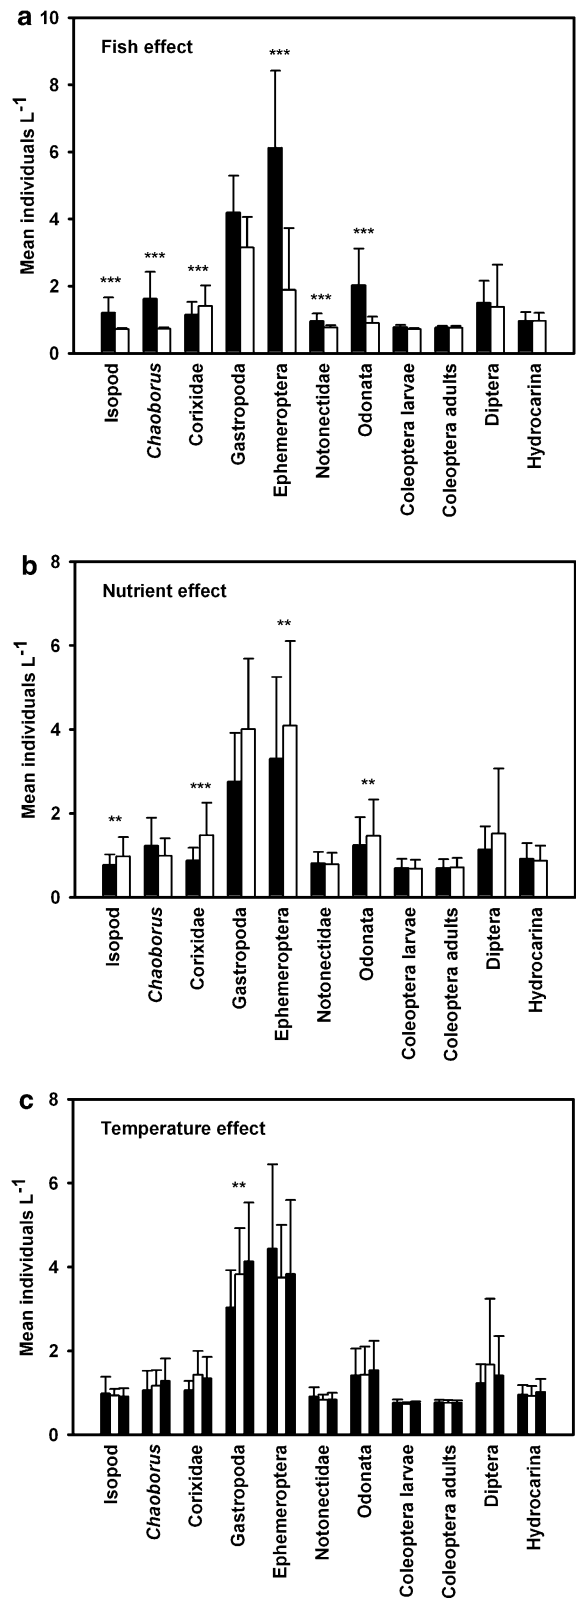 a
Fish effect
Mean individuals L-1
10
8
6
4
2
0
***
***
***
***
***
***
Isopod
Chaoborus
Corixidae
Gastropoda
Ephemeroptera
Notonectidae
Odonata
Coleoptera larvae
Coleoptera adults
Diptera
Hydrocarina
b
Nutrient effect
Mean individuals L-1
8
6
4
2
0
**
***
**
**
Isopod
Chaoborus
Corixidae
Gastropoda
Ephemeroptera
Notonectidae
Odonata
Coleoptera larvae
Coleoptera adults
Diptera
Hydrocarina
c
Temperature effect
Mean individuals L-1
8
6
4
2
0
**
Isopod
Chaoborus
Corixidae
Gastropoda
Ephemeroptera
Notonectidae
Odonata
Coleoptera larvae
Coleoptera adults
Diptera
Hydrocarina